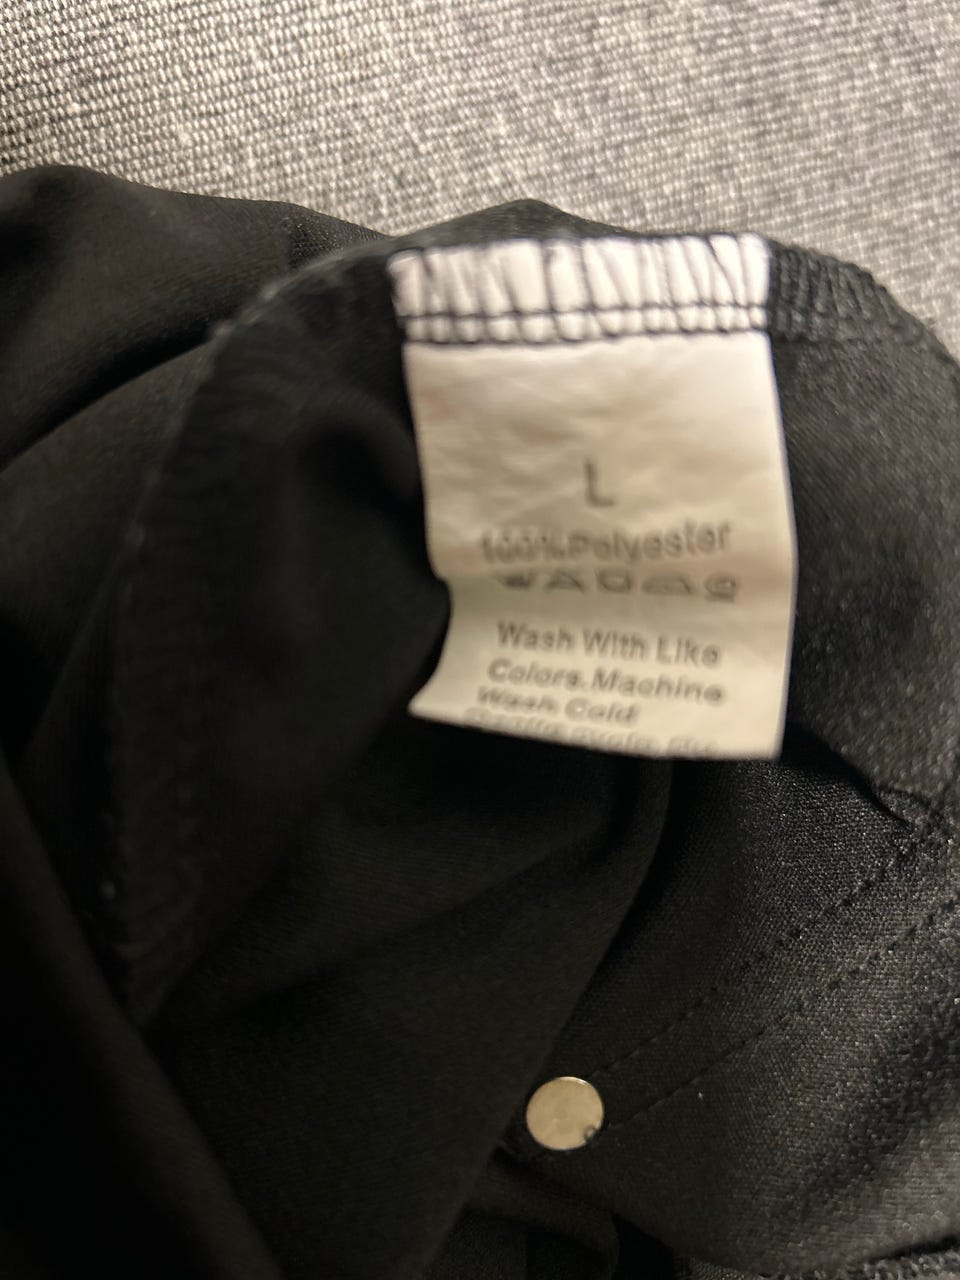 L
100%Polyester
Wash With Like
Colors.Machine
Wash Cold